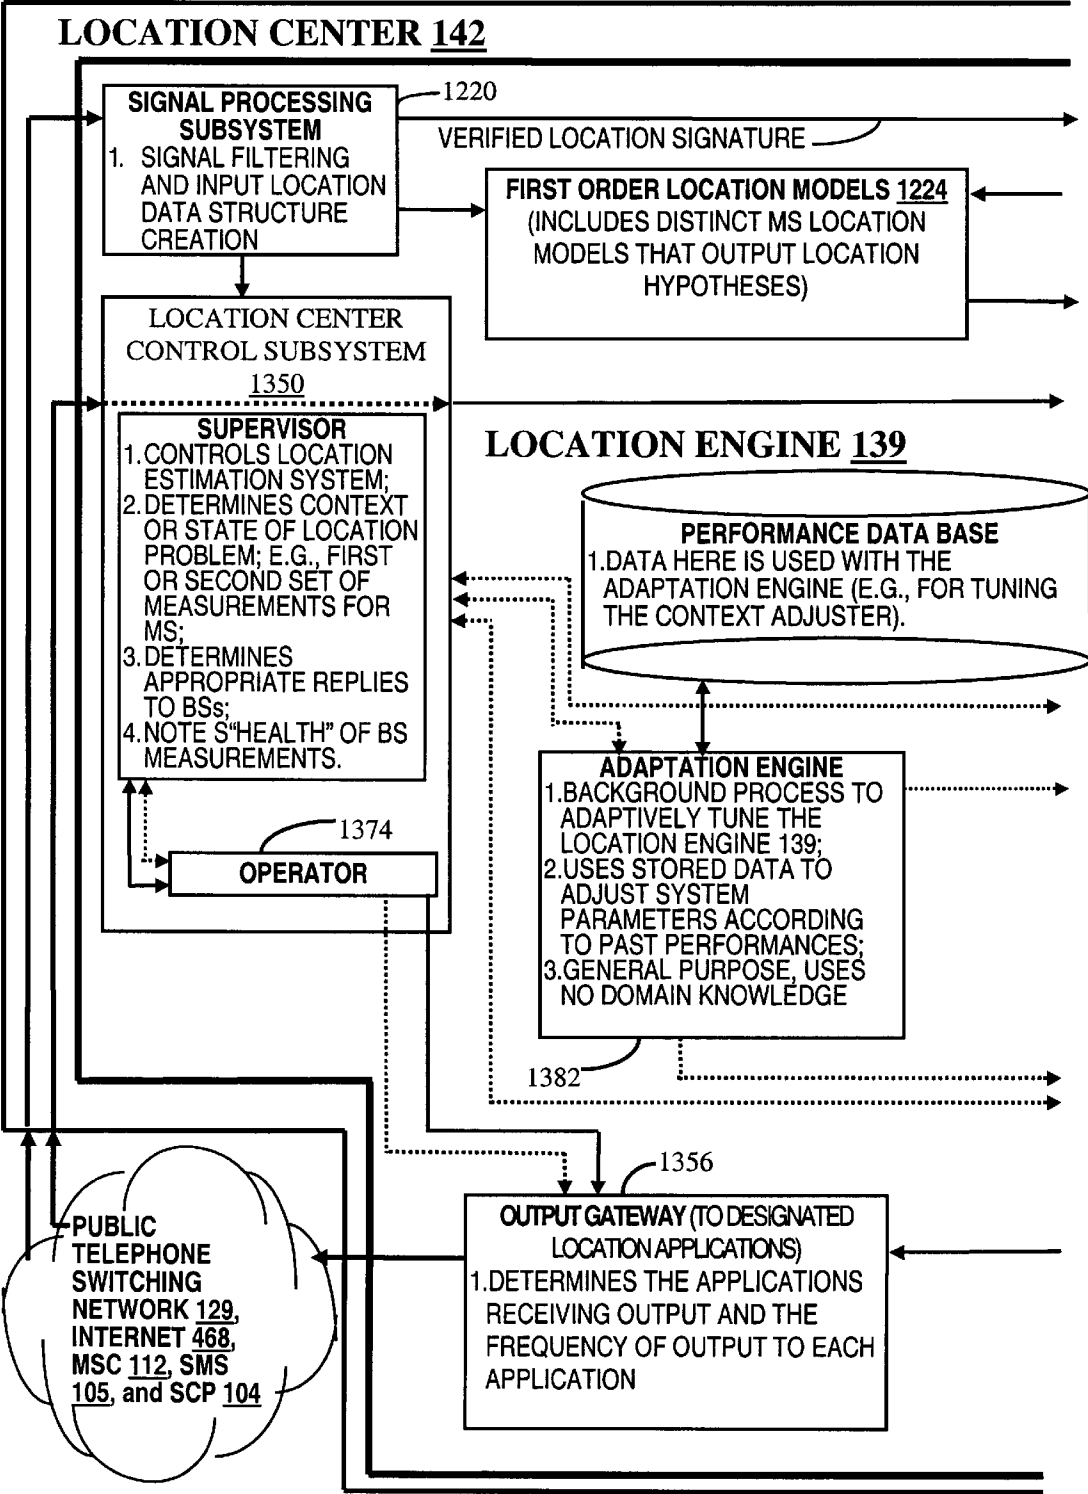 LOCATION CENTER 142
SIGNAL PROCESSING
SUBSYSTEM
1. SIGNAL FILTERING
AND INPUT LOCATION
DATA STRUCTURE
CREATION
1220
VERIFIED LOCATION SIGNATURE
FIRST ORDER LOCATION MODELS 1224
(INCLUDES DISTINCT MS LOCATION
MODELS THAT OUTPUT LOCATION
HYPOTHESES)
LOCATION CENTER
CONTROL SUBSYSTEM
1350
SUPERVISOR
1.CONTROLS LOCATION
ESTIMATION SYSTEM;
2.DETERMINES CONTEXT
OR STATE OF LOCATION
PROBLEM; E.G., FIRST
OR SECOND SET OF
MEASUREMENTS FOR
MS;
3.DETERMINES
APPROPRIATE REPLIES
TO BSs;
4.NOTE S“HEALTH” OF BS
MEASUREMENTS.
1374
OPERATOR
LOCATION ENGINE 139
PERFORMANCE DATA BASE
1.DATA HERE IS USED WITH THE
ADAPTATION ENGINE (E.G., FOR TUNING
THE CONTEXT ADJUSTER).
ADAPTATION ENGINE
1.BACKGROUND PROCESS TO
ADAPTIVELY TUNE THE
LOCATION ENGINE 139;
2.USES STORED DATA TO
ADJUST SYSTEM
PARAMETERS ACCORDING
TO PAST PERFORMANCES;
3.GENERAL PURPOSE, USES
NO DOMAIN KNOWLEDGE
1382
1356
OUTPUT GATEWAY (TO DESIGNATED
LOCATION APPLICATIONS)
1.DETERMINES THE APPLICATIONS
RECEIVING OUTPUT AND THE
FREQUENCY OF OUTPUT TO EACH
APPLICATION
PUBLIC
TELEPHONE
SWITCHING
NETWORK 129,
INTERNET 468,
MSC 112, SMS
105, and SCP 104